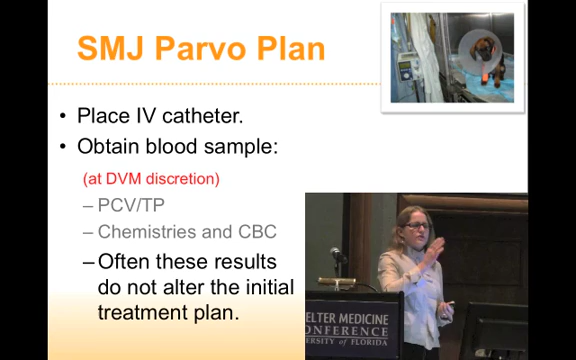 SMJ Parvo Plan
• Place IV catheter.
• Obtain blood sample:
(at DVM discretion)
– PCV/TP
– Chemistries and CBC
– Often these results
do not alter the initial
treatment plan.
ELTER MEDICINE
CONFERENCE
ERSITY of FLORIDA